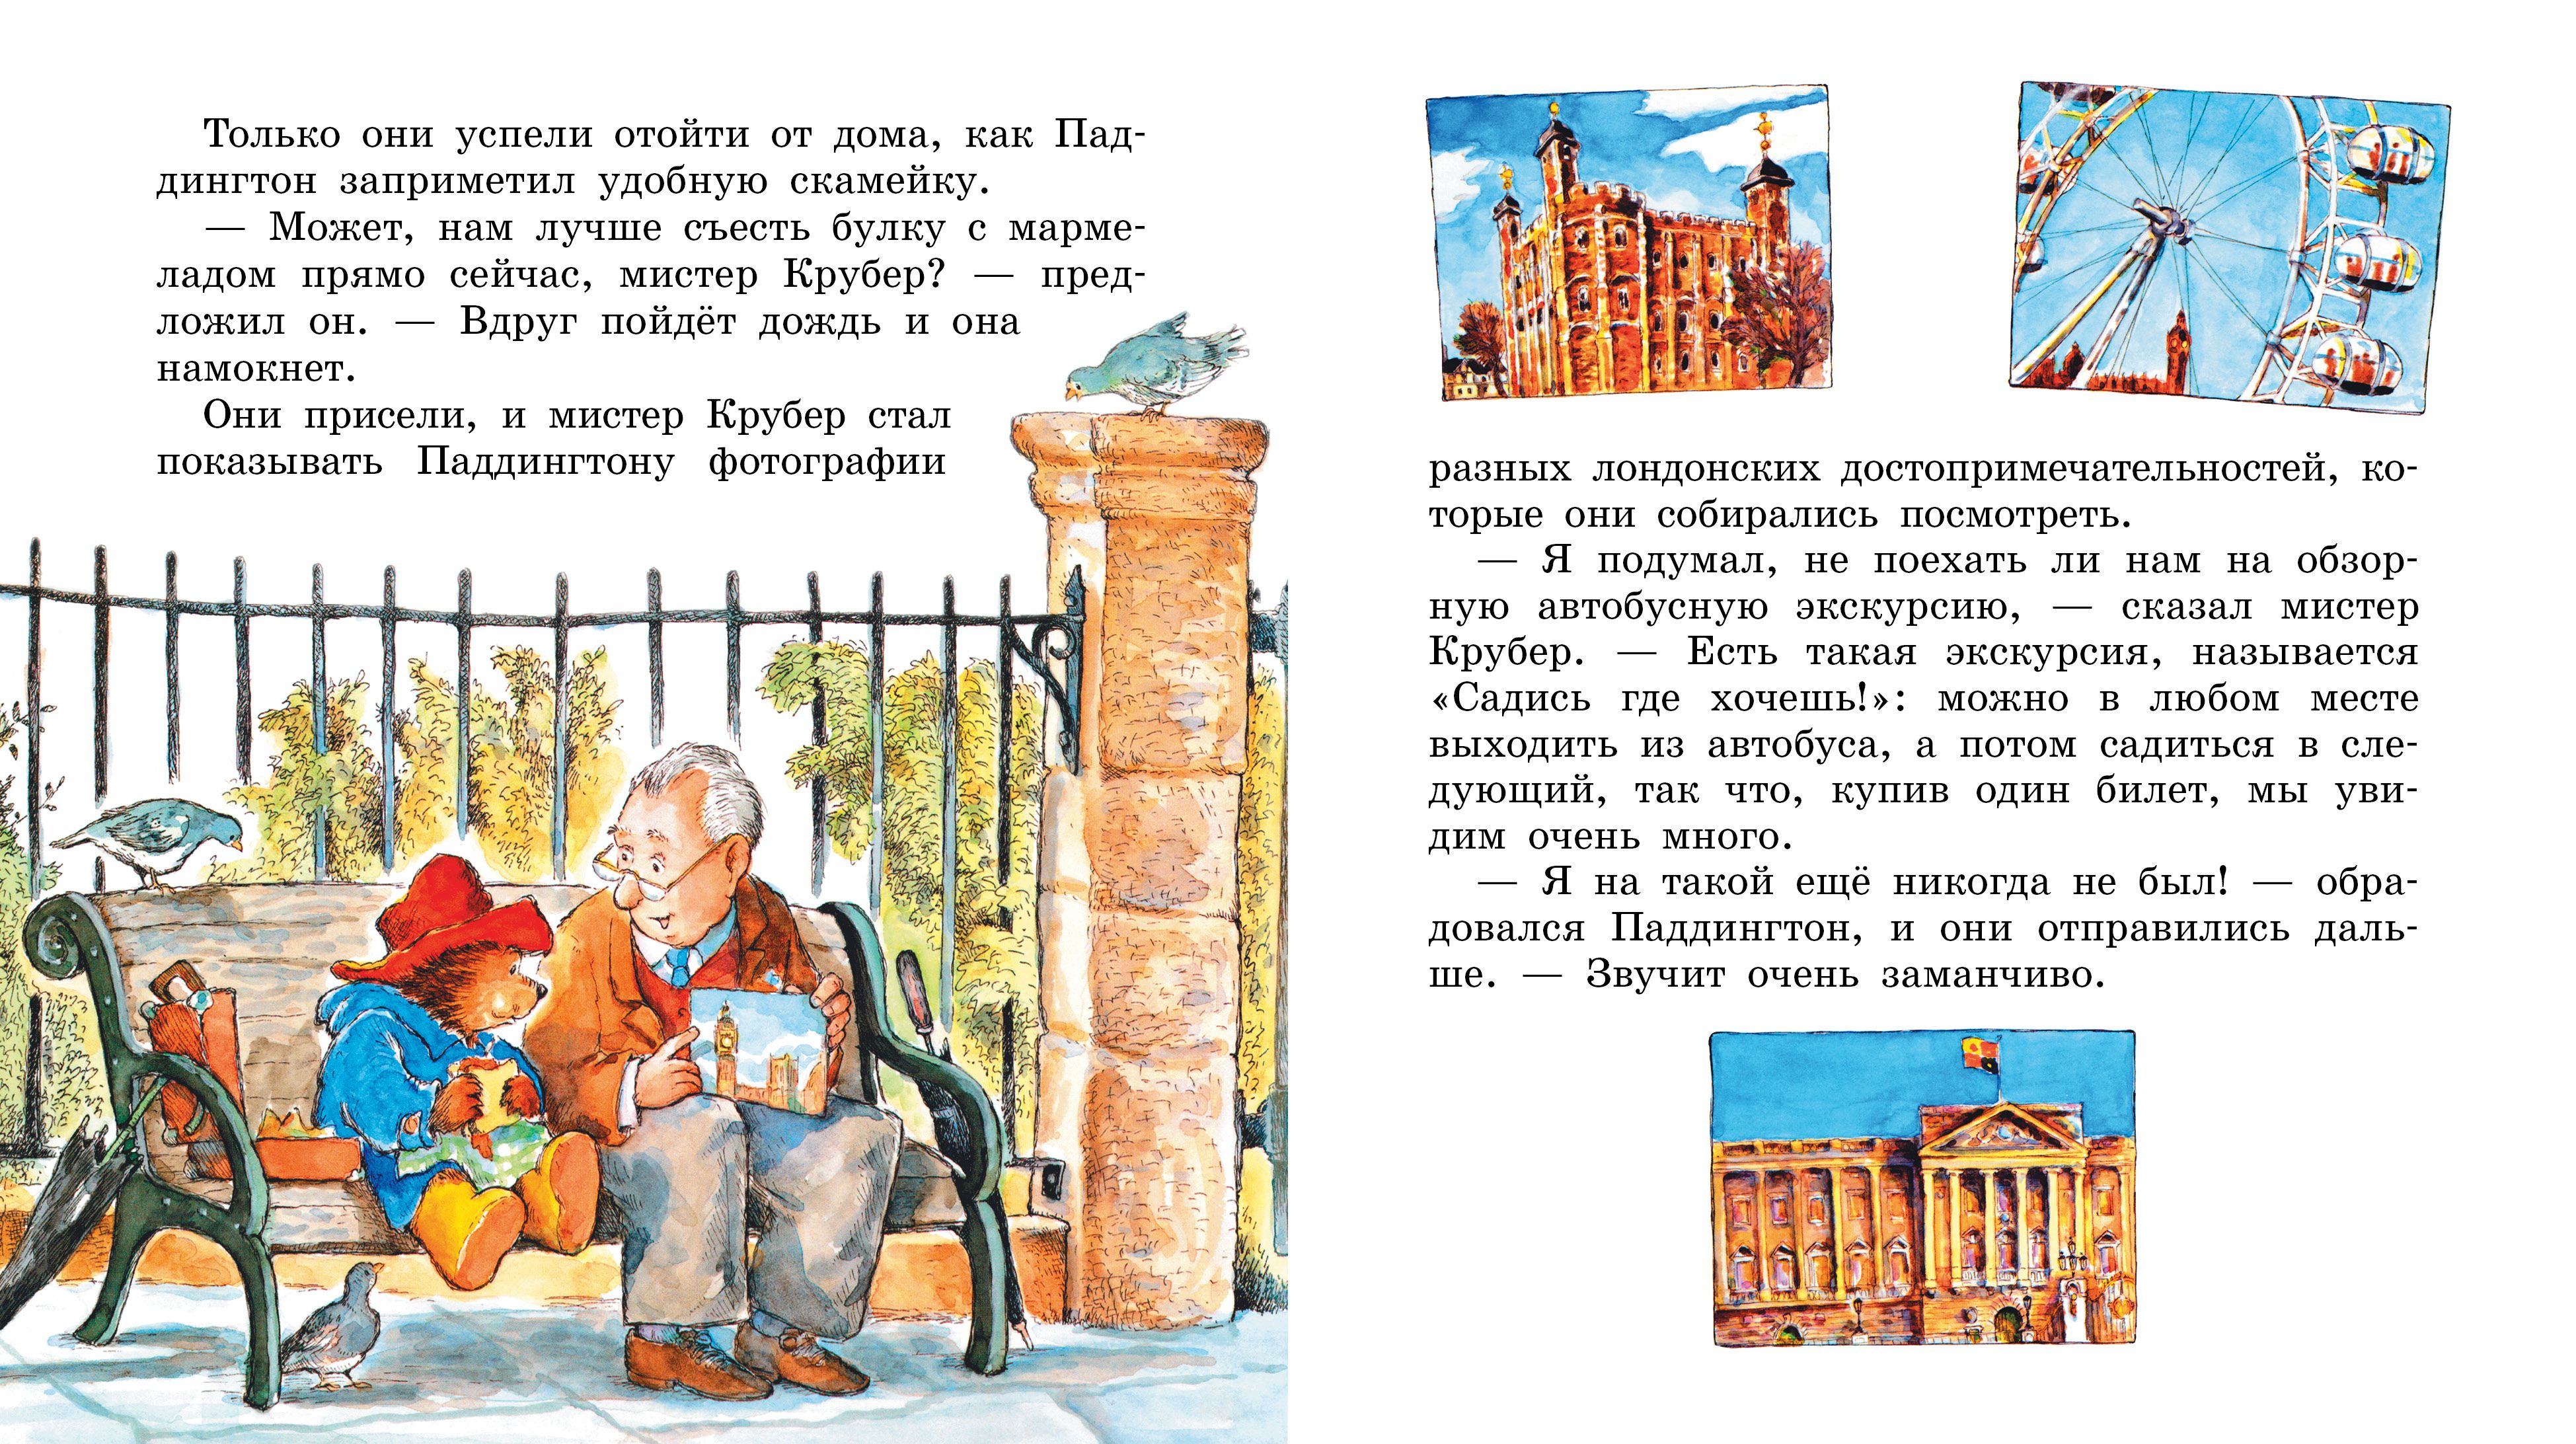 Только они успели отойти от дома, как Пад-
дингтон заприметил удобную скамейку.
— Может, нам лучше съесть булку с марме-
ладом прямо сейчас, мистер Крубер? — пред-
ложил он. — Вдруг пойдёт дождь и она
намокнет.
Они присели, и мистер Крубер стал
показывать Паддингтону фотографии
разных лондонских достопримечательностей, ко-
торые они собирались посмотреть.
— Я подумал, не поехать ли нам на обзор-
ную автобусную экскурсию, — сказал мистер
Крубер. — Есть такая экскурсия, называется
«Садись где хочешь!»: можно в любом месте
выходить из автобуса, а потом садиться в сле-
дующий, так что, купив один билет, мы уви-
дим очень много.
— Я на такой ещё никогда не был! — обра-
довался Паддингтон, и они отправились даль-
ше. — Звучит очень заманчиво.